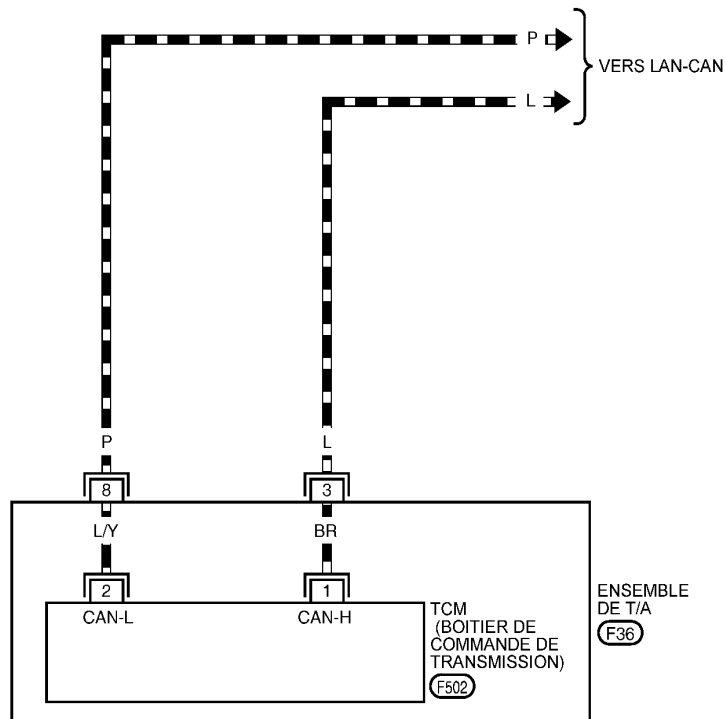 P
VERS LAN-CAN
L
P
L
8
3
L/Y
BR
2
1
CAN-L
CAN-H
TCM
(BOITIER DE
COMMANDE DE
TRANSMISSION)
F502
ENSEMBLE
DE T/A
F36